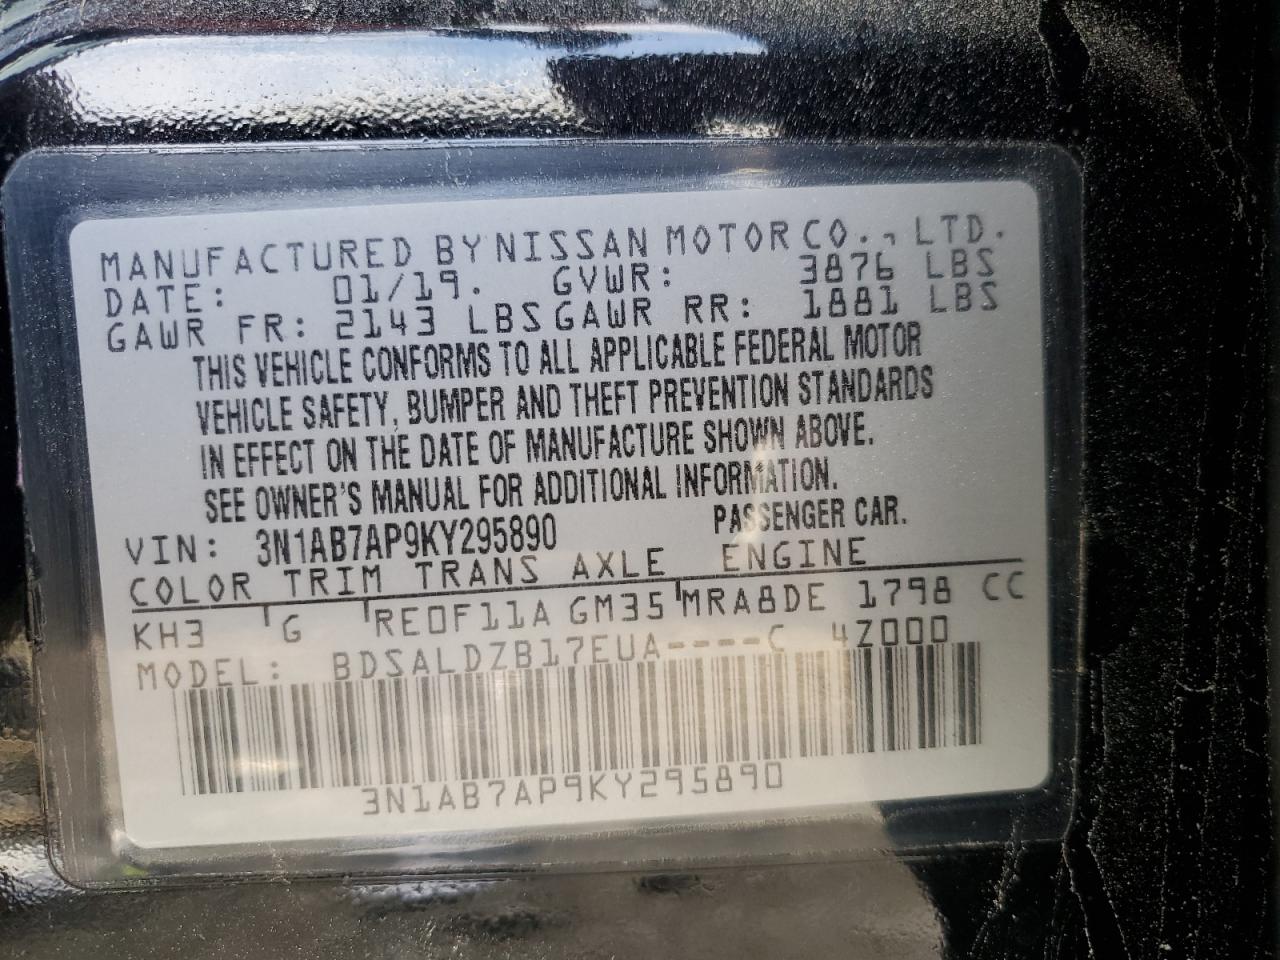 MANUFACTURED BY NISSAN MOTOR CO., LTD.
DATE: 01/19. GVWR: 3876 LBS
GAWR FR: 2143 LBS GAWR RR: 1881 LBS
THIS VEHICLE CONFORMS TO ALL APPLICABLE FEDERAL MOTOR
VEHICLE SAFETY, BUMPER AND THEFT PREVENTION STANDARDS
IN EFFECT ON THE DATE OF MANUFACTURE SHOWN ABOVE.
SEE OWNER'S MANUAL FOR ADDITIONAL INFORMATION.
VIN: 3N1AB7AP9KY295890 PASSENGER CAR.
COLOR TRIM TRANS AXLE ENGINE
KH3 G RE0F11A GM35 MRA8DE 1798 CC
MODEL: BDSALDZB17EUA----C 4Z000
3N1AB7AP9KY295890